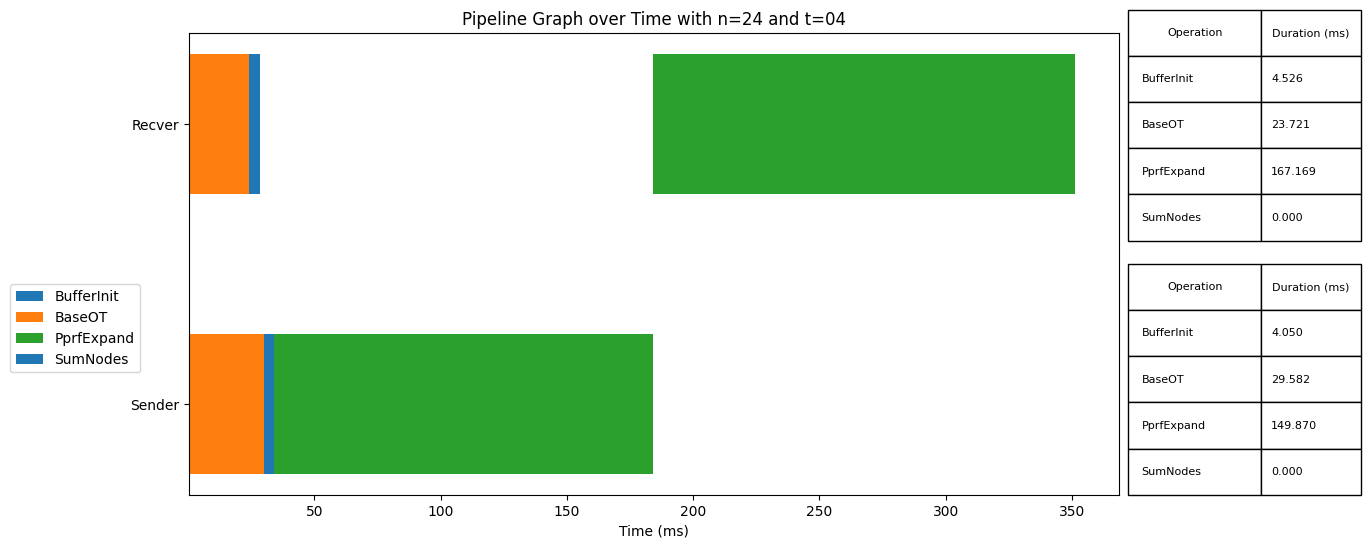 Pipeline Graph over Time with n=24 and t=04
Recver
Sender
50 100 150 200 250 300 350
Time (ms)
BufferInit
BaseOT
PprfExpand
SumNodes
Operation Duration (ms)
BufferInit 4.526
BaseOT 23.721
PprfExpand 167.169
SumNodes 0.000
Operation Duration (ms)
BufferInit 4.050
BaseOT 29.582
PprfExpand 149.870
SumNodes 0.000